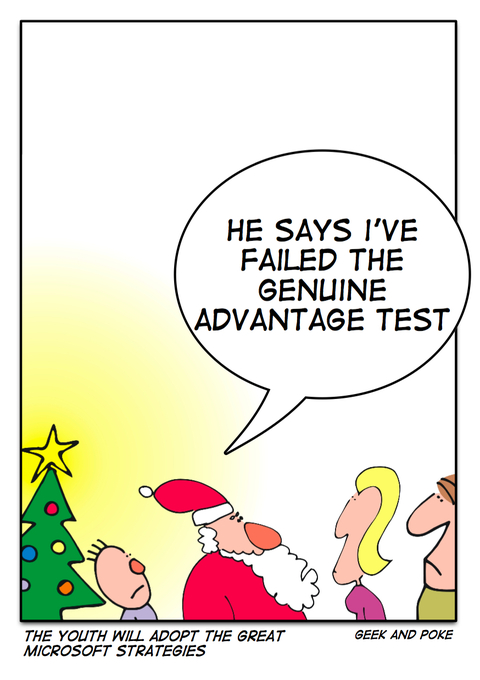 HE SAYS I'VE
FAILED THE
GENUINE
ADVANTAGE TEST
THE YOUTH WILL ADOPT THE GREAT
MICROSOFT STRATEGIES
GEEK AND POKE